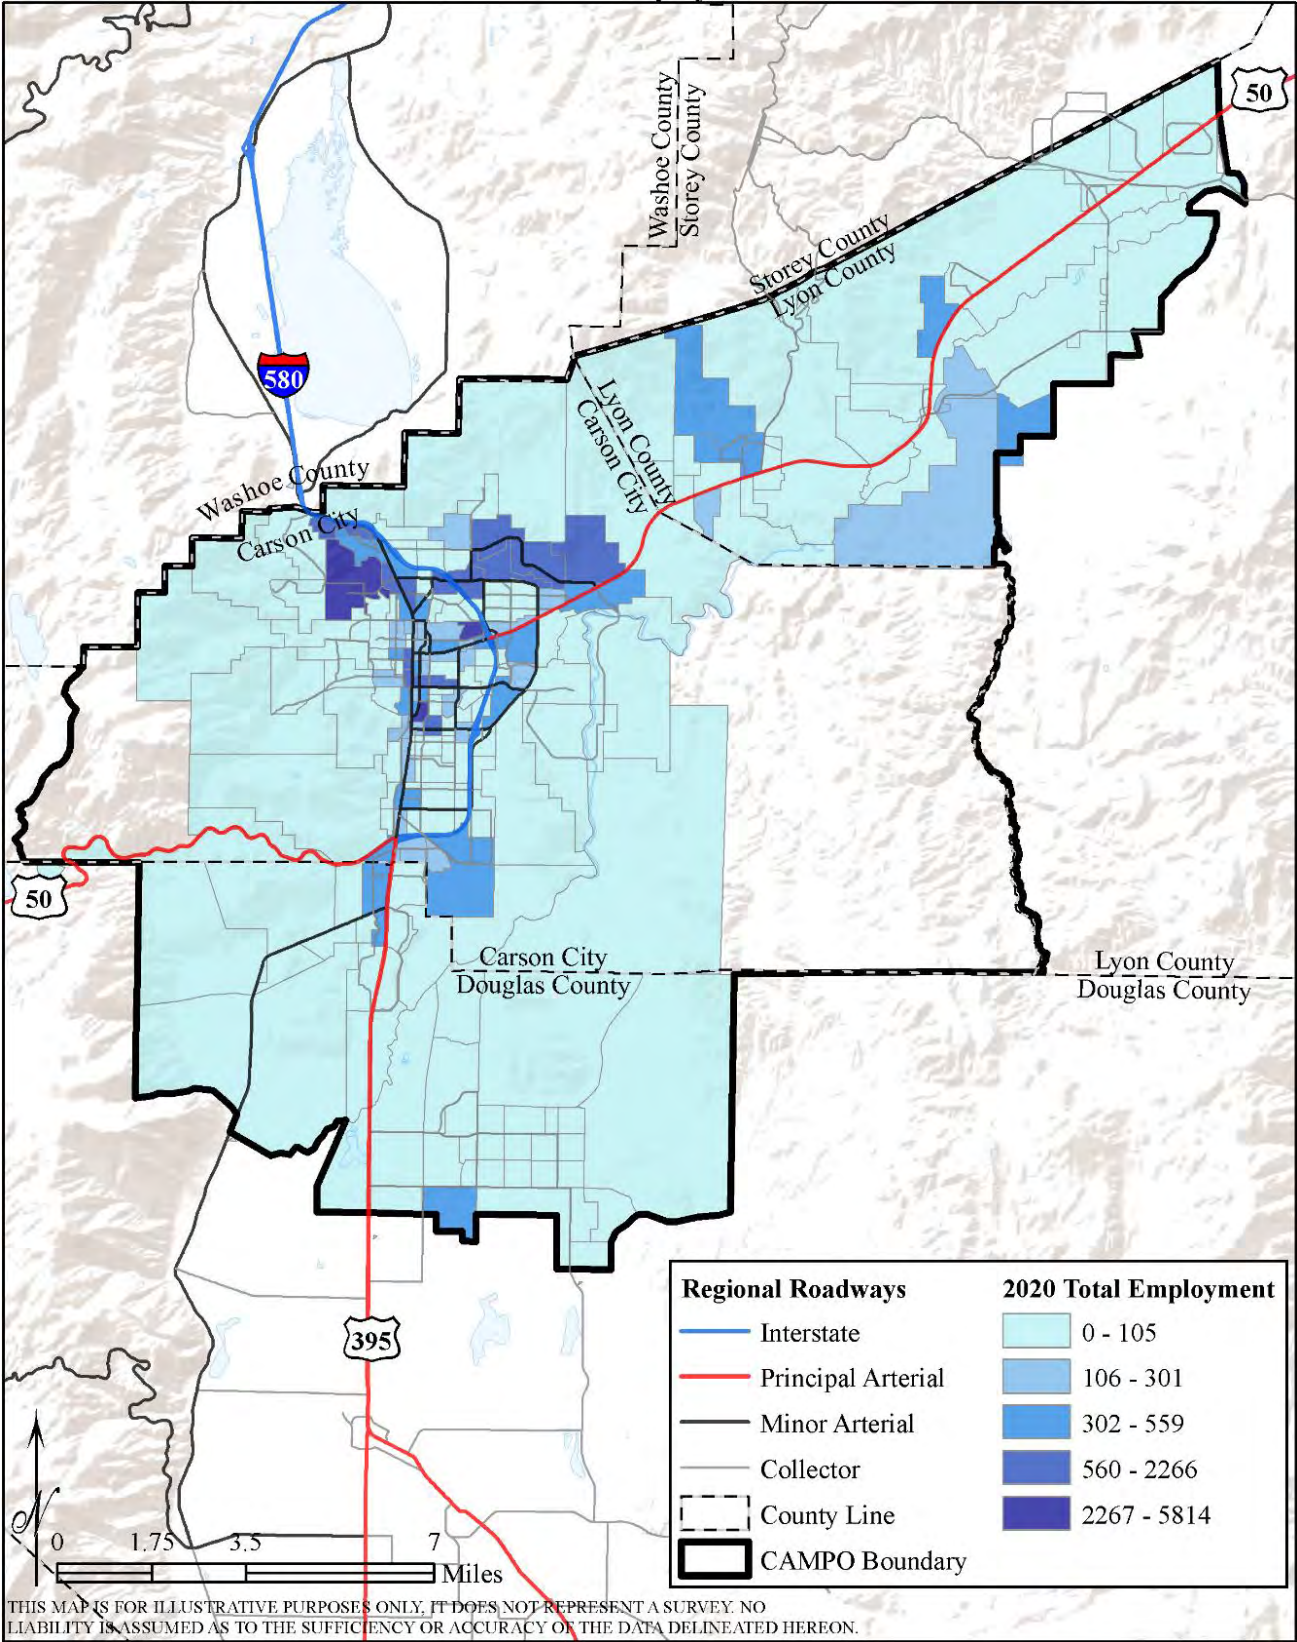 50
Washoe County
Storey County
Storey County
Lyon County
580
Lyon County
Carson City
Washoe County
Carson City
50
Carson City
Douglas County
Lyon County
Douglas County
395
Regional Roadways
Interstate
Principal Arterial
Minor Arterial
Collector
County Line
CAMPO Boundary
2020 Total Employment
0 - 105
106 - 301
302 - 559
560 - 2266
2267 - 5814
N
0 1.75 3.5 7
Miles
THIS MAP IS FOR ILLUSTRATIVE PURPOSES ONLY, IT DOES NOT REPRESENT A SURVEY. NO
LIABILITY IS ASSUMED AS TO THE SUFFICIENCY OR ACCURACY OF THE DATA DELINEATED HEREON.